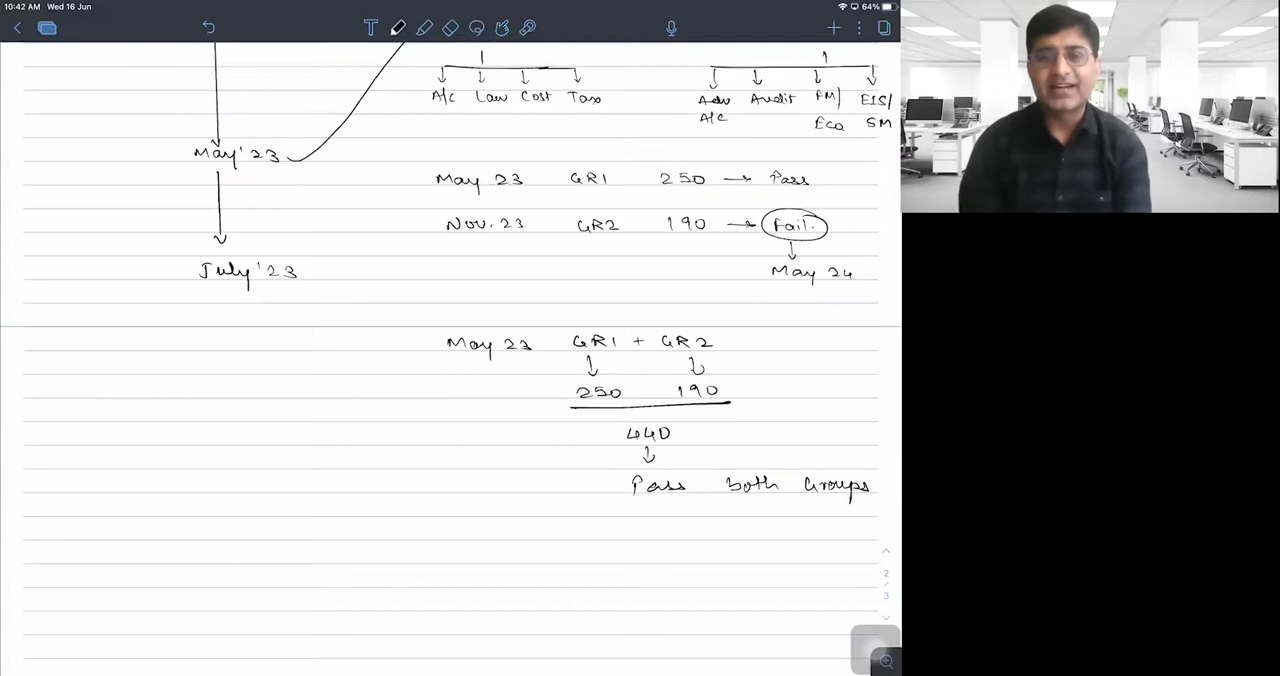 10:42 AM Wed 16 Jun
64%
T
A/c Law Cost Tax
Adv A/c Audit FM/ Eco EIS/ SM
May '23
May 23 GR1 250 → Pass
Nov. 23 GR2 190 → Fail.
May 24
July '23
May 23 GR1 + GR2
250 190
440
Pass Both Groups
2
/
3